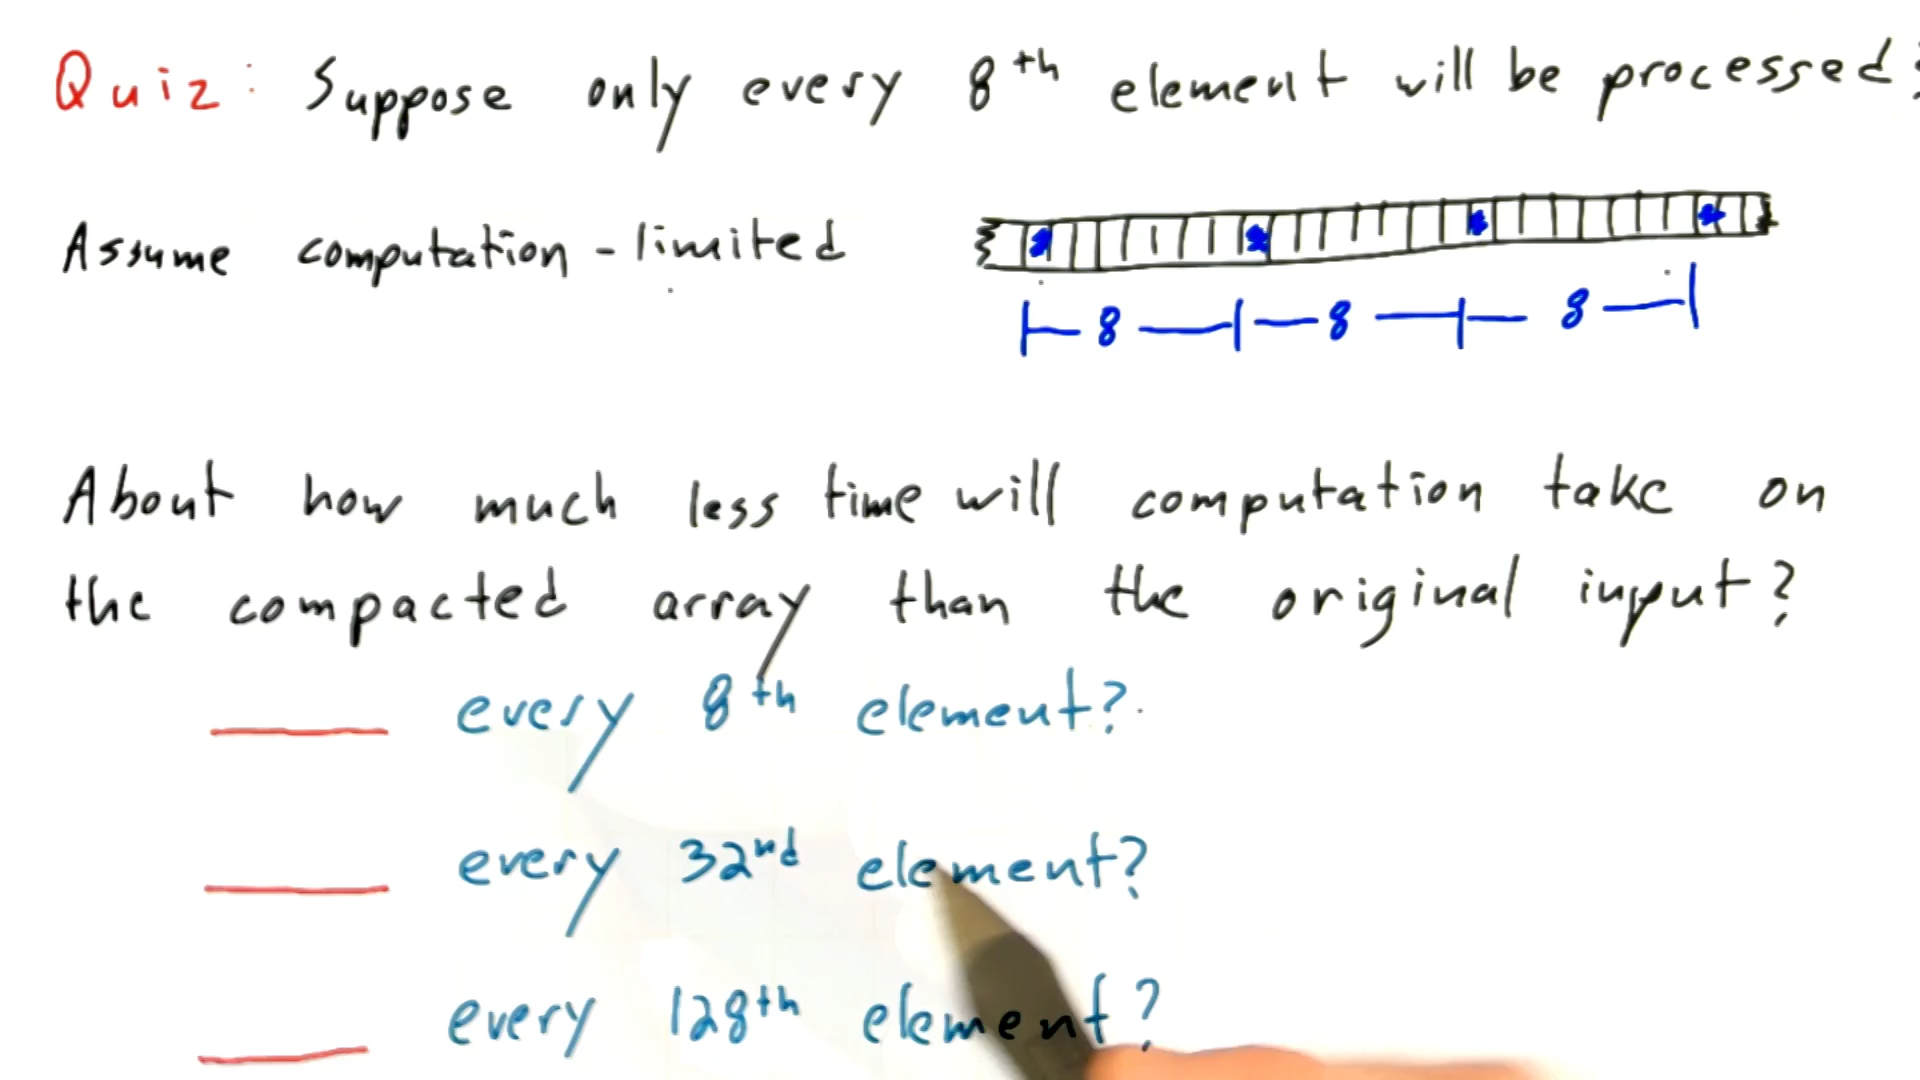 Quiz: Suppose only every 8th element will be processed:
Assume computation-limited
8 8 8
About how much less time will computation take on
the compacted array than the original input?
every 8th element?
every 32nd element?
every 128th element?